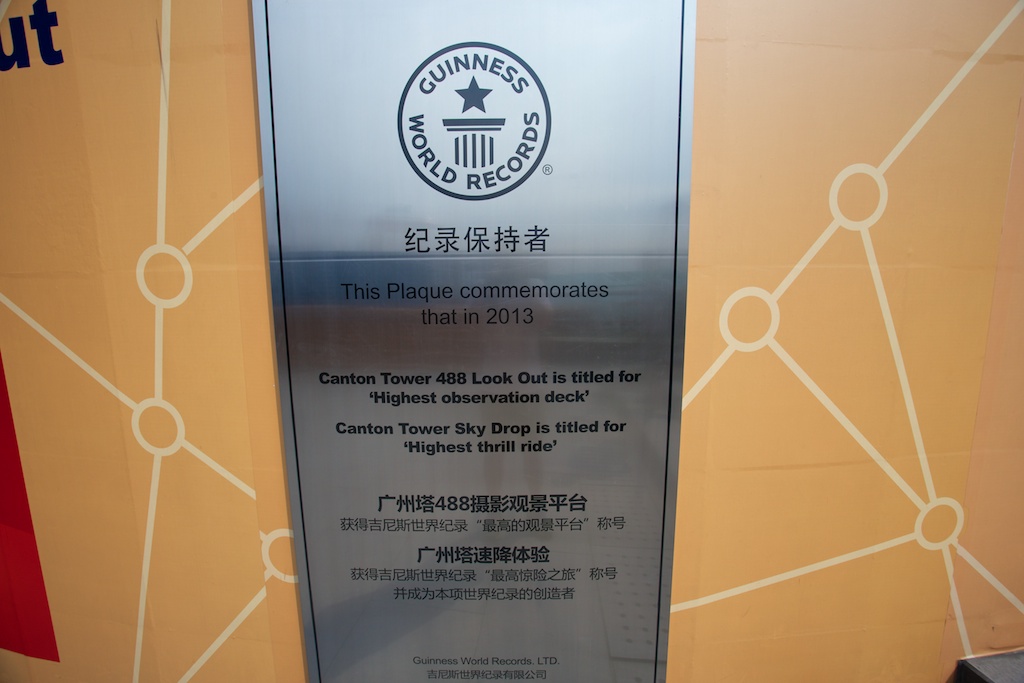 ut
GUINNESS
WORLD RECORDS
®
纪录保持者
This Plaque commemorates
that in 2013
Canton Tower 488 Look Out is titled for
‘Highest observation deck’
Canton Tower Sky Drop is titled for
‘Highest thrill ride’
广州塔488摄影观景平台
获得吉尼斯世界纪录“最高的观景平台”称号
广州塔速降体验
获得吉尼斯世界纪录“最高惊险之旅”称号
并成为本项世界纪录的创造者
Guinness World Records. LTD.
吉尼斯世界纪录有限公司